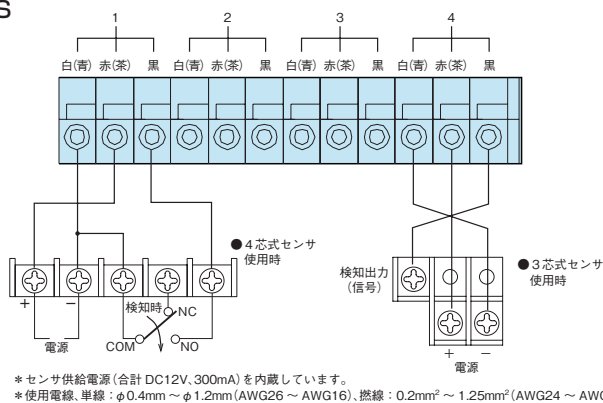 S
1 2 3 4
白(青) 赤(茶) 黒 白(青) 赤(茶) 黒 白(青) 赤(茶) 黒 白(青) 赤(茶) 黒
●4芯式センサ
使用時
+ −
電源
検知時
NC
COM
NO
検知出力
(信号)
●3芯式センサ
使用時
+ −
電源
*センサ供給電源(合計 DC12V、300mA)を内蔵しています。
*使用電線、単線:φ0.4mm ~ φ1.2mm(AWG26 ~ AWG16)、撚線:0.2mm² ~ 1.25mm²(AWG24 ~